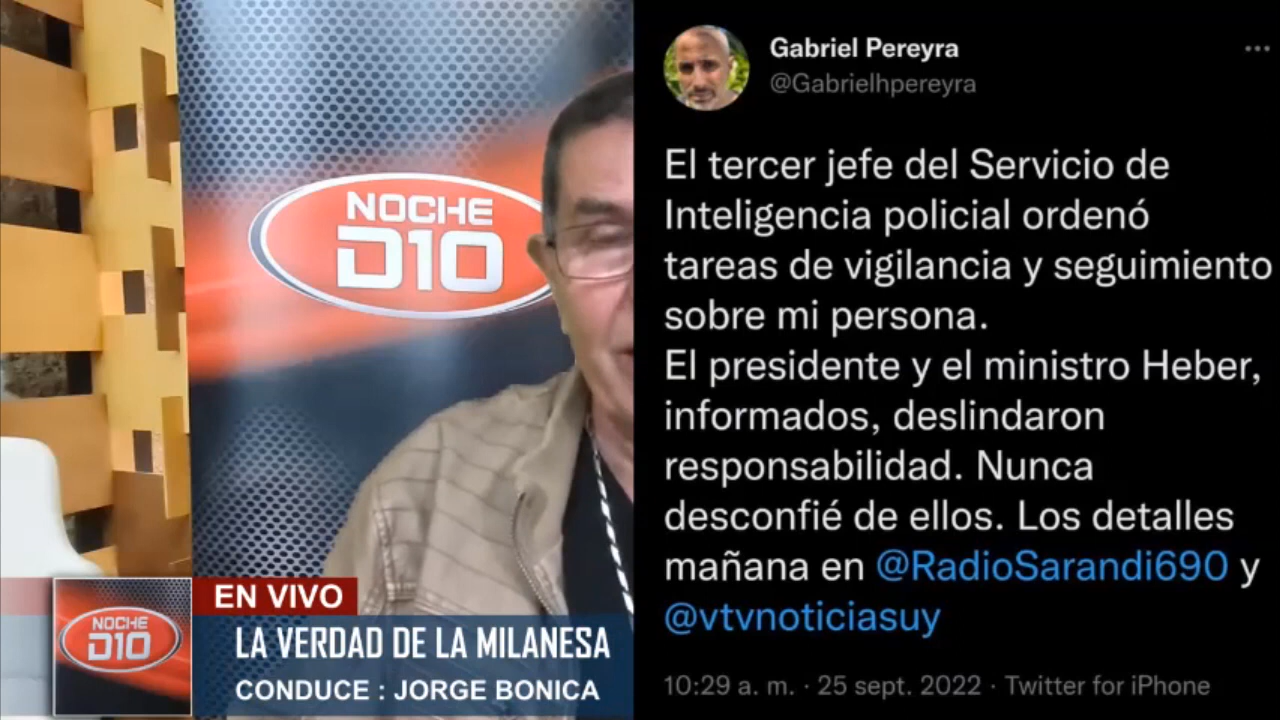 NOCHE
D10
NOCHE
D10
EN VIVO
LA VERDAD DE LA MILANESA
CONDUCE : JORGE BONICA
Gabriel Pereyra
@Gabrielhpereyra
El tercer jefe del Servicio de
Inteligencia policial ordenó
tareas de vigilancia y seguimiento
sobre mi persona.
El presidente y el ministro Heber,
informados, deslindaron
responsabilidad. Nunca
desconfié de ellos. Los detalles
mañana en @RadioSarandi690 y
@vtvnoticiasuy
10:29 a. m. · 25 sept. 2022 · Twitter for iPhone